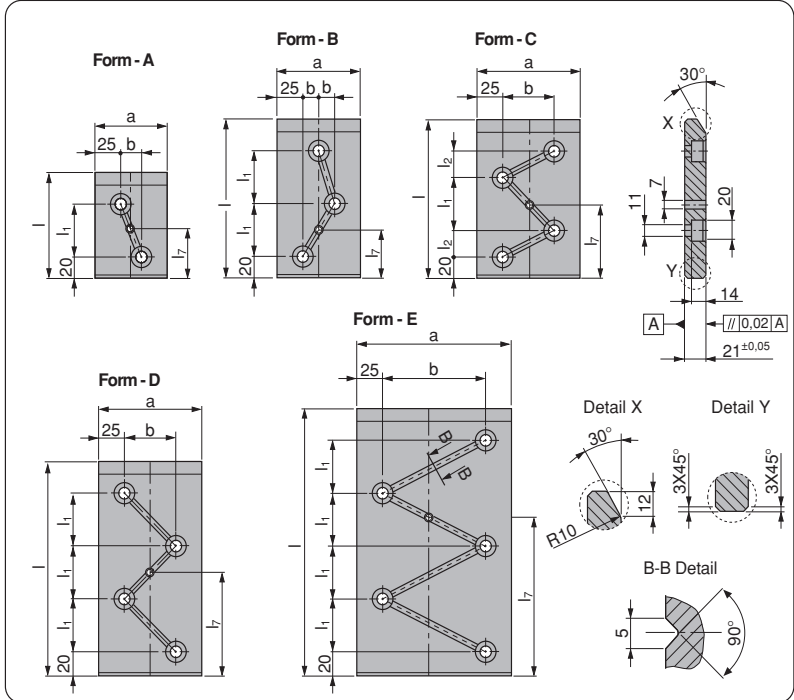 Form - A
a
25 b
l
l₁
20
l₇
Form - B
a
25 b b
l
l₁
l₁
20
l₇
Form - C
a
25 b
l
l₂
l₁
l₂
20
l₇
30°
X
7
11
20
Y
14
A
// 0,02 A
21±0,05
Form - D
a
25 b
l
l₁
l₁
l₁
20
l₇
Form - E
a
25 b
B
B
l
l₁
l₁
l₁
l₁
20
l₇
Detail X
30°
12
R10
Detail Y
3X45°
3X45°
B-B Detail
5
90°